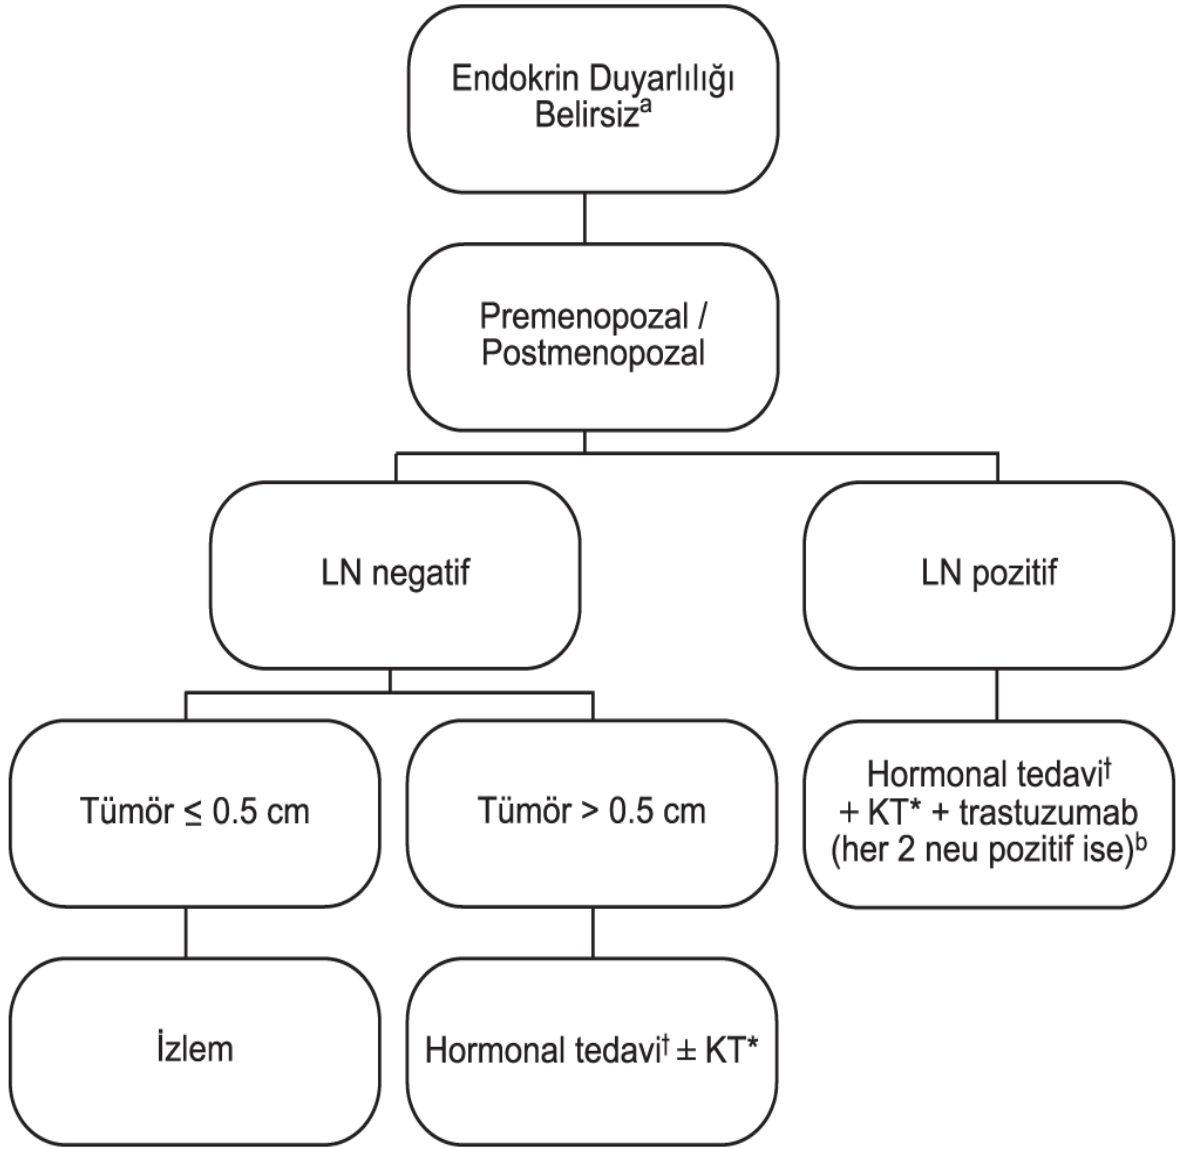 Endokrin Duyarlılığı
Belirsizᵃ
Premenopozal /
Postmenopozal
LN negatif
LN pozitif
Tümör ≤ 0.5 cm
Tümör > 0.5 cm
Hormonal tedavi†
+ KT* + trastuzumab
(her 2 neu pozitif ise)ᵇ
İzlem
Hormonal tedavi† ± KT*